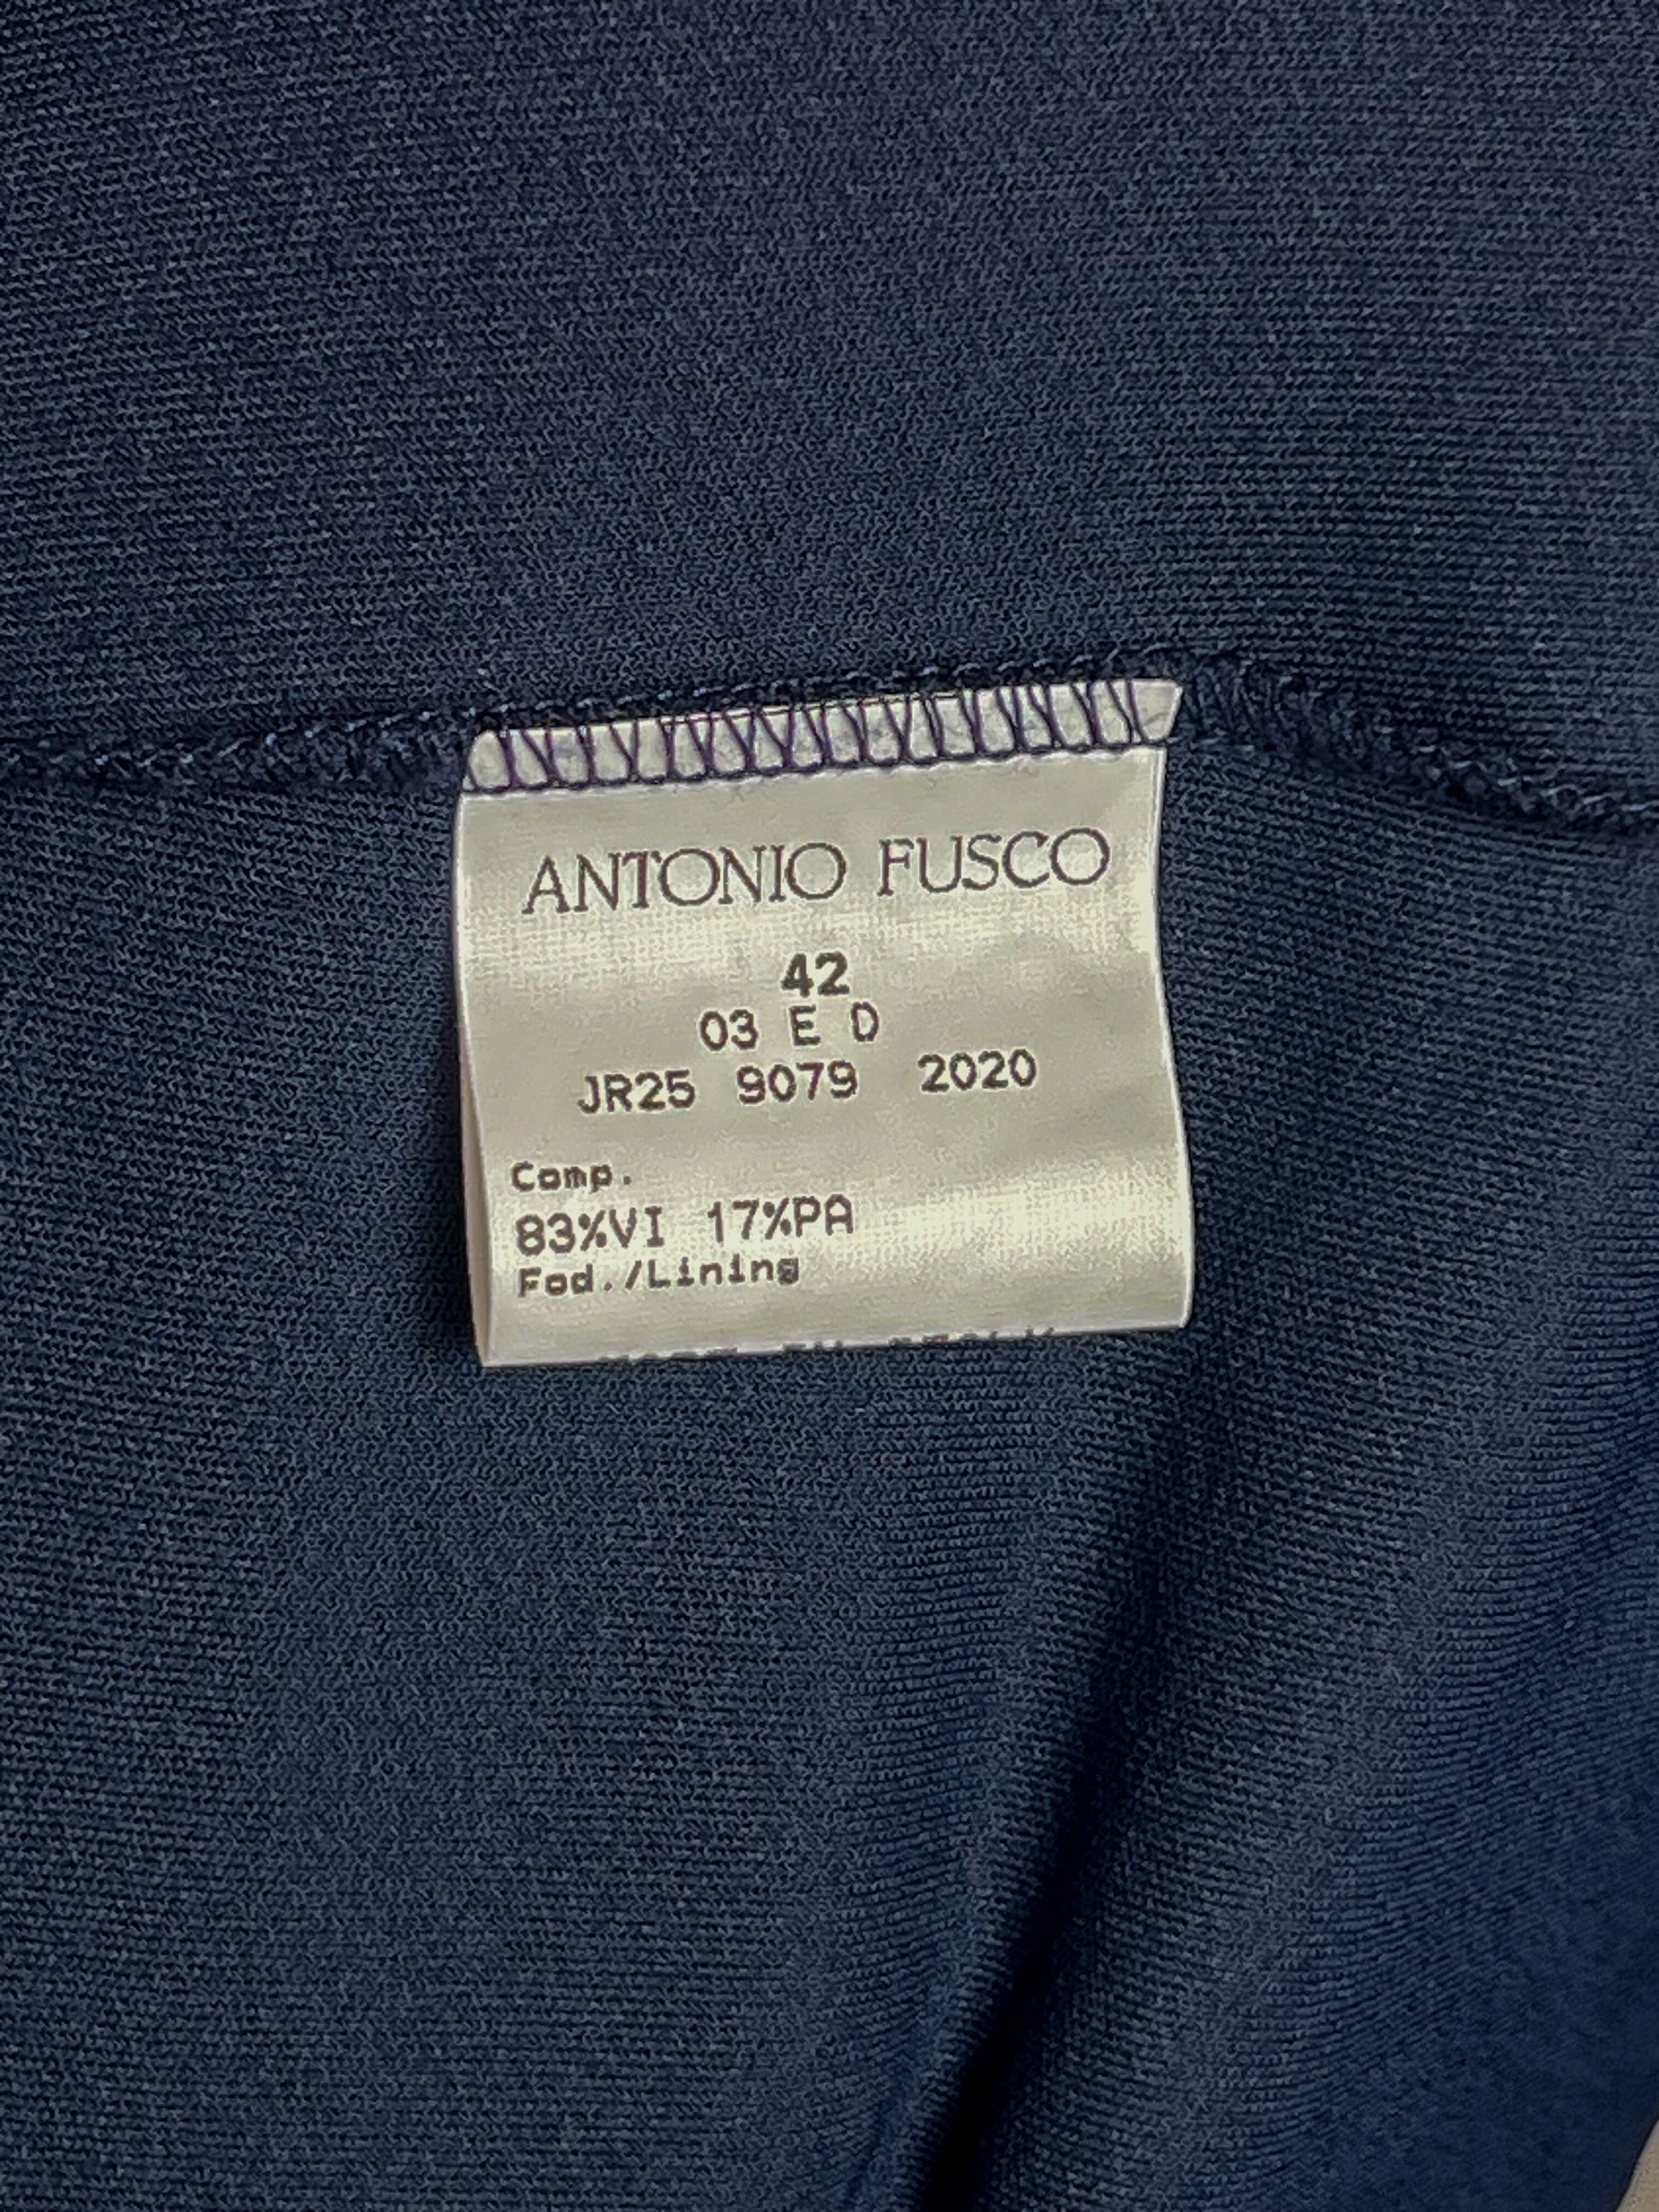 ANTONIO FUSCO
42
03 E D
JR25 9079 2020
Comp.
83%VI 17%PA
Fod./Lining